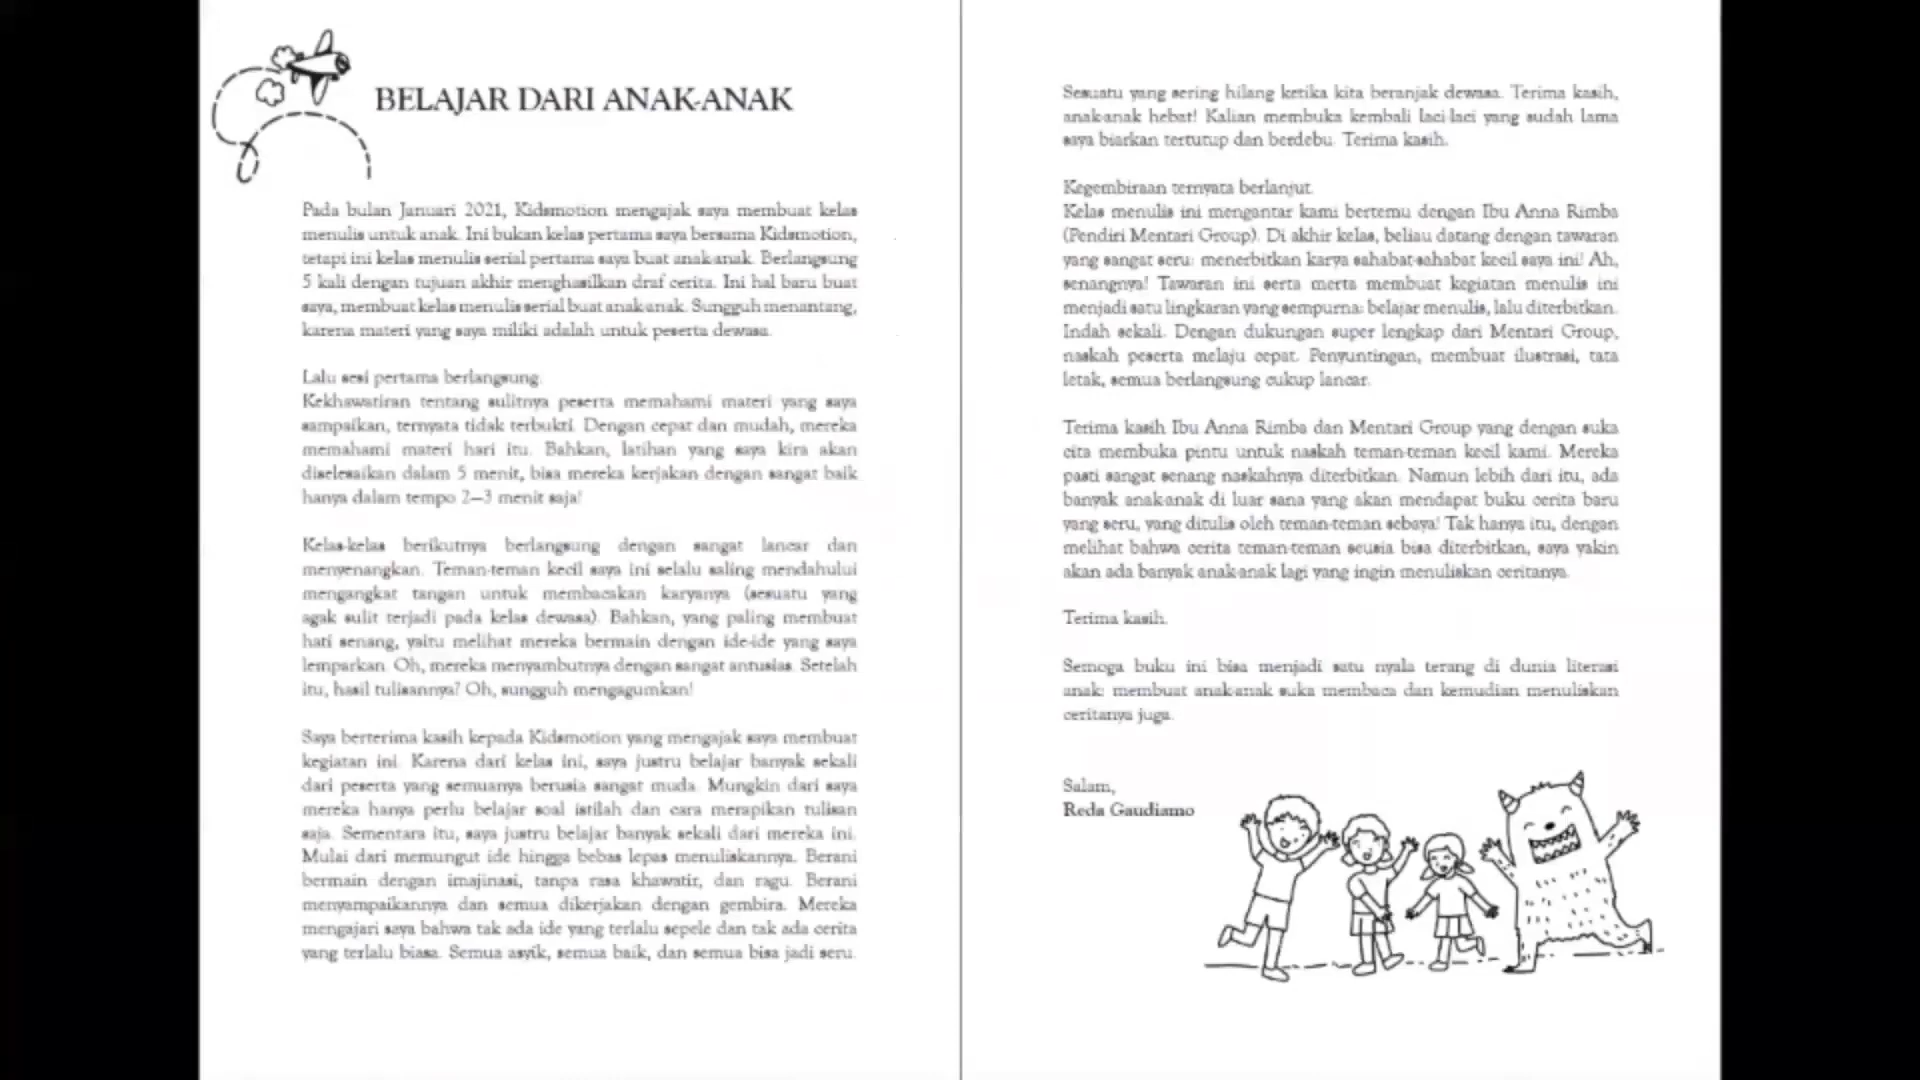 BELAJAR DARI ANAK-ANAK
Pada bulan Januari 2021, Kidsmotion mengajak saya membuat kelas
menulis untuk anak. Ini bukan kelas pertama saya bersama Kidsmotion,
tetapi ini kelas menulis serial pertama saya buat anak-anak. Berlangsung
5 kali dengan tujuan akhir menghasilkan draf cerita. Ini hal baru buat
saya, membuat kelas menulis serial buat anak-anak. Sungguh menantang,
karena materi yang saya miliki adalah untuk peserta dewasa.
Lalu sesi pertama berlangsung.
Kekhawatiran tentang sulitnya peserta memahami materi yang saya
sampaikan, ternyata tidak terbukti. Dengan cepat dan mudah, mereka
memahami materi hari itu. Bahkan, latihan yang saya kira akan
diselesaikan dalam 5 menit, bisa mereka kerjakan dengan sangat baik
hanya dalam tempo 2–3 menit saja!
Kelas-kelas berikutnya berlangsung dengan sangat lancar dan
menyenangkan. Teman-teman kecil saya ini selalu saling mendahului
mengangkat tangan untuk membacakan karyanya (sesuatu yang
agak sulit terjadi pada kelas dewasa). Bahkan, yang paling membuat
hati senang, yaitu melihat mereka bermain dengan ide-ide yang saya
lemparkan. Oh, mereka menyambutnya dengan sangat antusias. Setelah
itu, hasil tulisannya? Oh, sungguh mengagumkan!
Saya berterima kasih kepada Kidsmotion yang mengajak saya membuat
kegiatan ini. Karena dari kelas ini, saya justru belajar banyak sekali
dari peserta yang semuanya berusia sangat muda. Mungkin dari saya
mereka hanya perlu belajar soal istilah dan cara merapikan tulisan
saja. Sementara itu, saya justru belajar banyak sekali dari mereka ini.
Mulai dari memungut ide hingga bebas lepas menuliskannya. Berani
bermain dengan imajinasi, tanpa rasa khawatir, dan ragu. Berani
menyampaikannya dan semua dikerjakan dengan gembira. Mereka
mengajari saya bahwa tak ada ide yang terlalu sepele dan tak ada cerita
yang terlalu biasa. Semua asyik, semua baik, dan semua bisa jadi seru.
Sesuatu yang sering hilang ketika kita beranjak dewasa. Terima kasih,
anak-anak hebat! Kalian membuka kembali laci-laci yang sudah lama
saya biarkan tertutup dan berdebu. Terima kasih.
Kegembiraan ternyata berlanjut.
Kelas menulis ini mengantar kami bertemu dengan Ibu Anna Rimba
(Pendiri Mentari Group). Di akhir kelas, beliau datang dengan tawaran
yang sangat seru: menerbitkan karya sahabat-sahabat kecil saya ini! Ah,
senangnya! Tawaran ini serta merta membuat kegiatan menulis ini
menjadi satu lingkaran yang sempurna: belajar menulis, lalu diterbitkan.
Indah sekali. Dengan dukungan super lengkap dari Mentari Group,
naskah peserta melaju cepat. Penyuntingan, membuat ilustrasi, tata
letak, semua berlangsung cukup lancar.
Terima kasih Ibu Anna Rimba dan Mentari Group yang dengan suka
cita membuka pintu untuk naskah teman-teman kecil kami. Mereka
pasti sangat senang naskahnya diterbitkan. Namun lebih dari itu, ada
banyak anak-anak di luar sana yang akan mendapat buku cerita baru
yang seru, yang ditulis oleh teman-teman sebaya! Tak hanya itu, dengan
melihat bahwa cerita teman-teman seusia bisa diterbitkan, saya yakin
akan ada banyak anak-anak lagi yang ingin menuliskan ceritanya.
Terima kasih.
Semoga buku ini bisa menjadi satu nyala terang di dunia literasi
anak: membuat anak-anak suka membaca dan kemudian menuliskan
ceritanya juga.
Salam,
Reda Gaudiamo